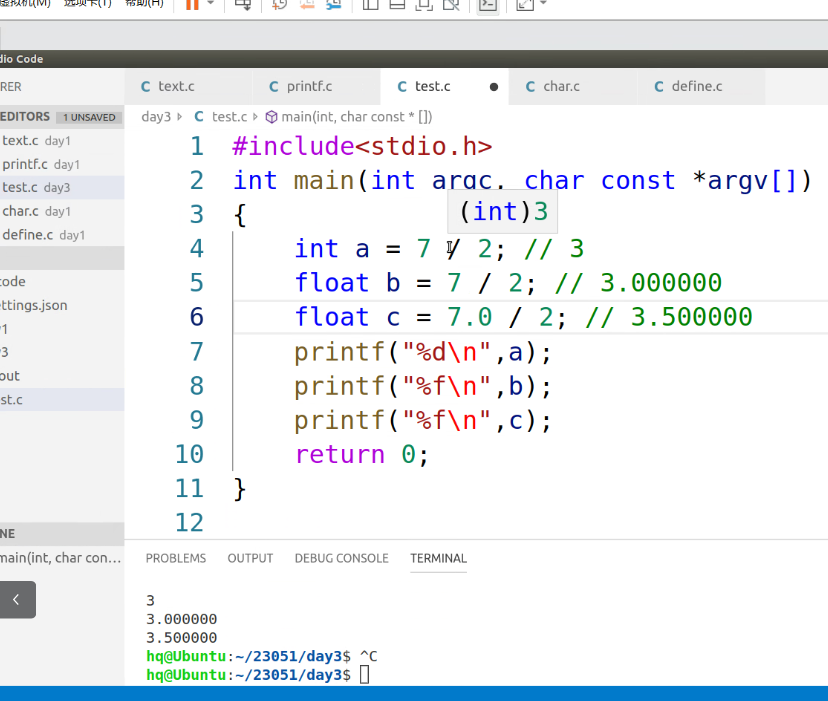 虚拟机(M) 选项卡(T) 帮助(H)
dio Code
RER
C text.c C printf.c C test.c C char.c C define.c
EDITORS 1 UNSAVED
day3 C test.c main(int, char const * [])
text.c day1
printf.c day1
test.c day3
char.c day1
define.c day1
code
ettings.json
1
3
out
st.c
NE
main(int, char con...
1 #include<stdio.h>
2 int main(int argc, char const *argv[])
(int)3
3 {
4 int a = 7 / 2; // 3
5 float b = 7 / 2; // 3.000000
6 float c = 7.0 / 2; // 3.500000
7 printf("%d\n",a);
8 printf("%f\n",b);
9 printf("%f\n",c);
10 return 0;
11 }
12
PROBLEMS OUTPUT DEBUG CONSOLE TERMINAL
3
3.000000
3.500000
hq@Ubuntu:~/23051/day3$ ^C
hq@Ubuntu:~/23051/day3$